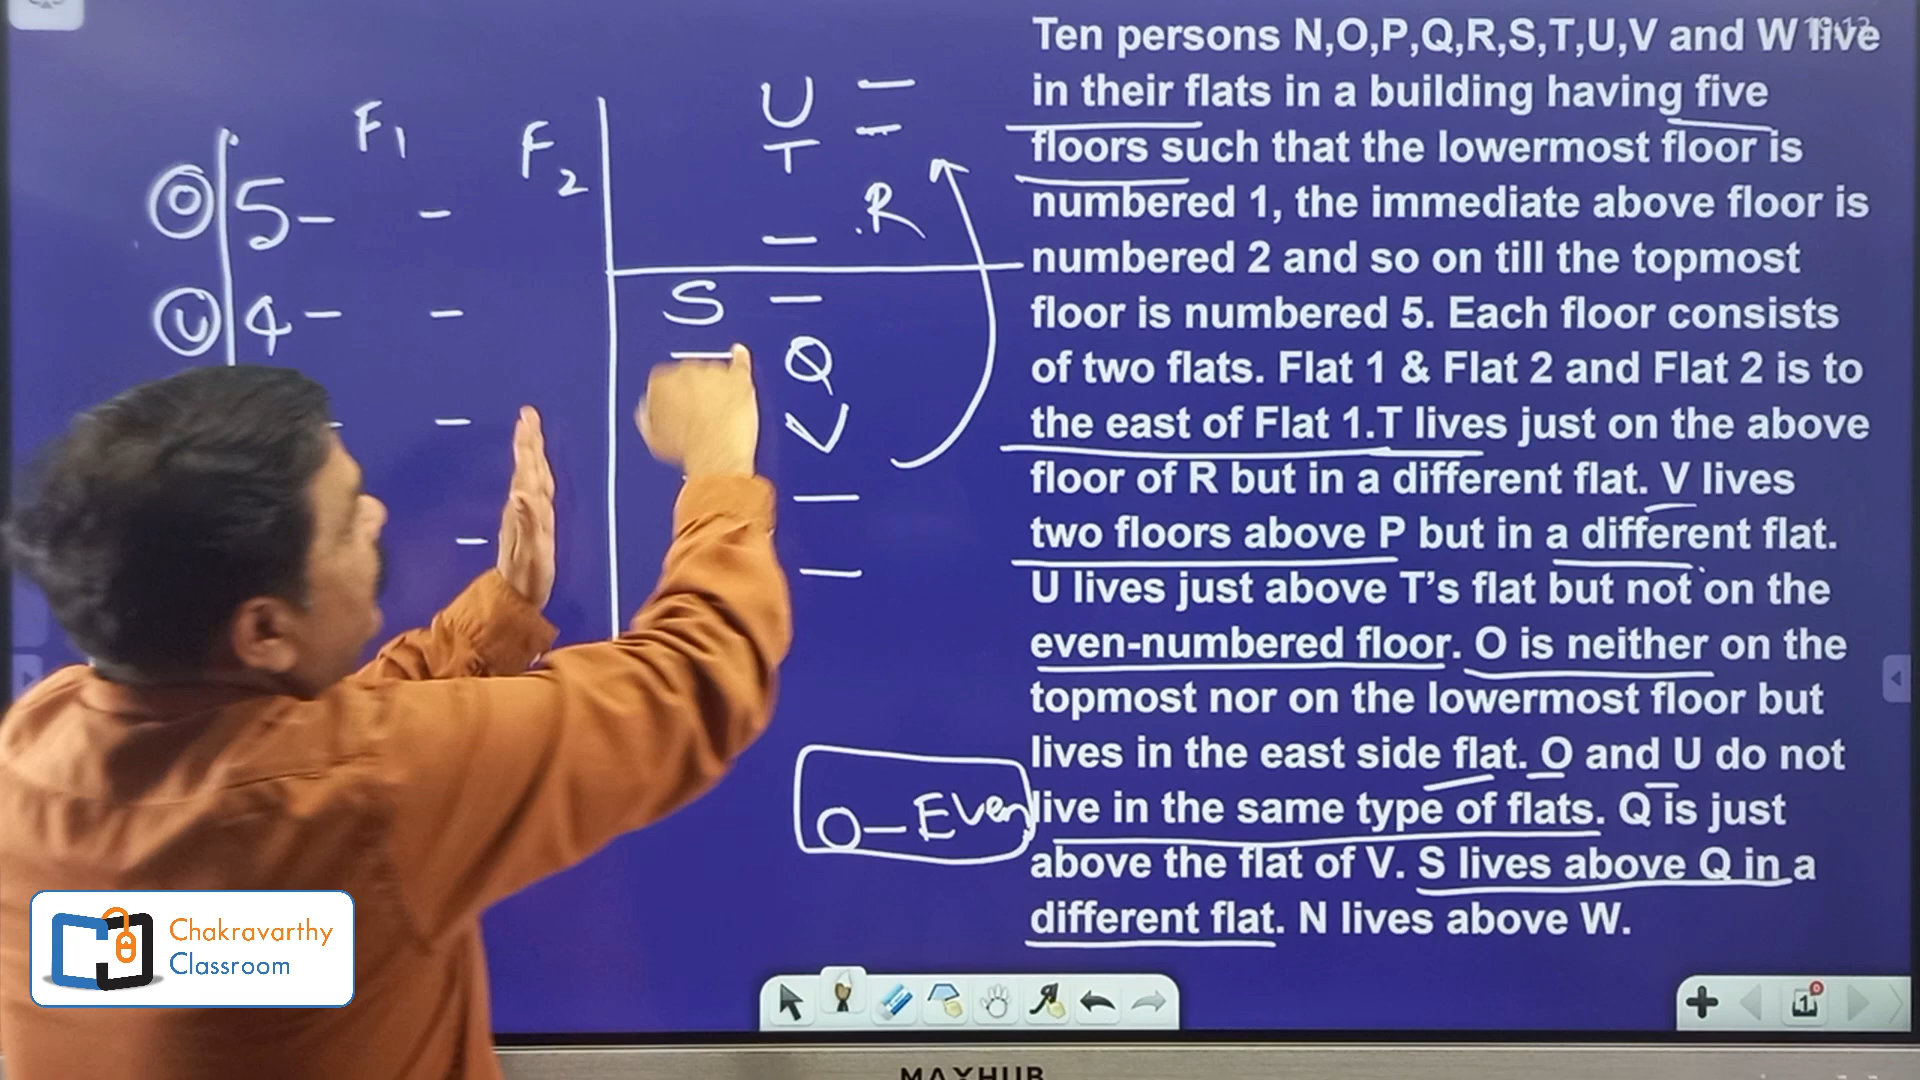 Ten persons N,O,P,Q,R,S,T,U,V and W live
in their flats in a building having five
floors such that the lowermost floor is
numbered 1, the immediate above floor is
numbered 2 and so on till the topmost
floor is numbered 5. Each floor consists
of two flats. Flat 1 & Flat 2 and Flat 2 is to
the east of Flat 1.T lives just on the above
floor of R but in a different flat. V lives
two floors above P but in a different flat.
U lives just above T's flat but not on the
even-numbered floor. O is neither on the
topmost nor on the lowermost floor but
lives in the east side flat. O and U do not
live in the same type of flats. Q is just
above the flat of V. S lives above Q in a
different flat. N lives above W.
F1 F2
5 - -
4 - -
U -
T -
- R
S -
- Q
V
O - Even
Chakravarthy
Classroom
MAXHUB